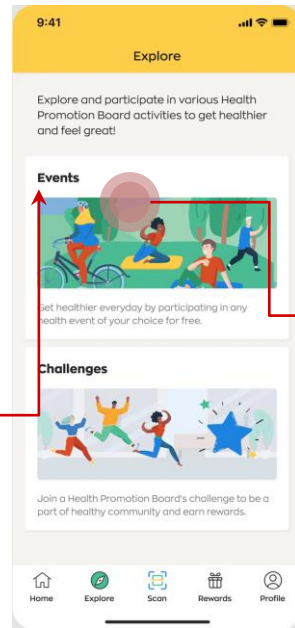 9:41
Explore
Explore and participate in various Health
Promotion Board activities to get healthier
and feel great!
Events
Get healthier everyday by participating in any
health event of your choice for free.
Challenges
Join a Health Promotion Board's challenge to be a
part of healthy community and earn rewards.
Home Explore Scan Rewards Profile